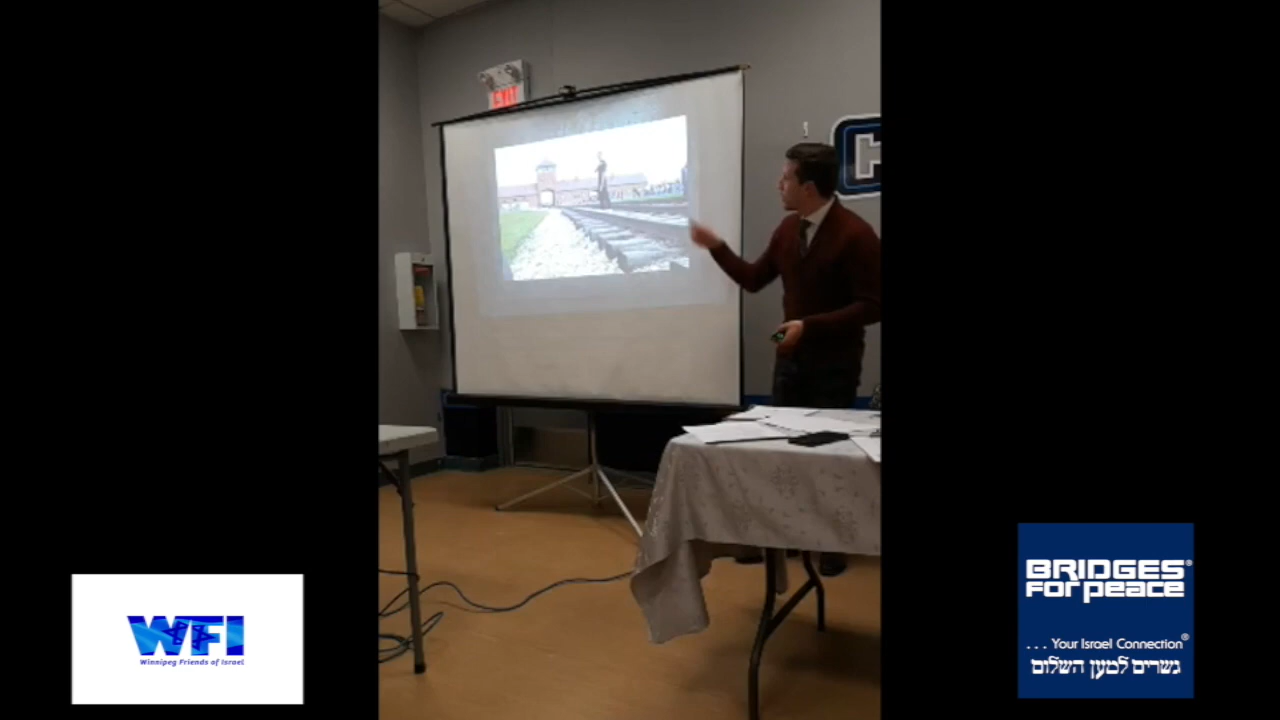 EXIT
WFI
Winnipeg Friends of Israel
BRIDGES®
FOR peace
... Your Israel Connection®
גשרים למען השלום